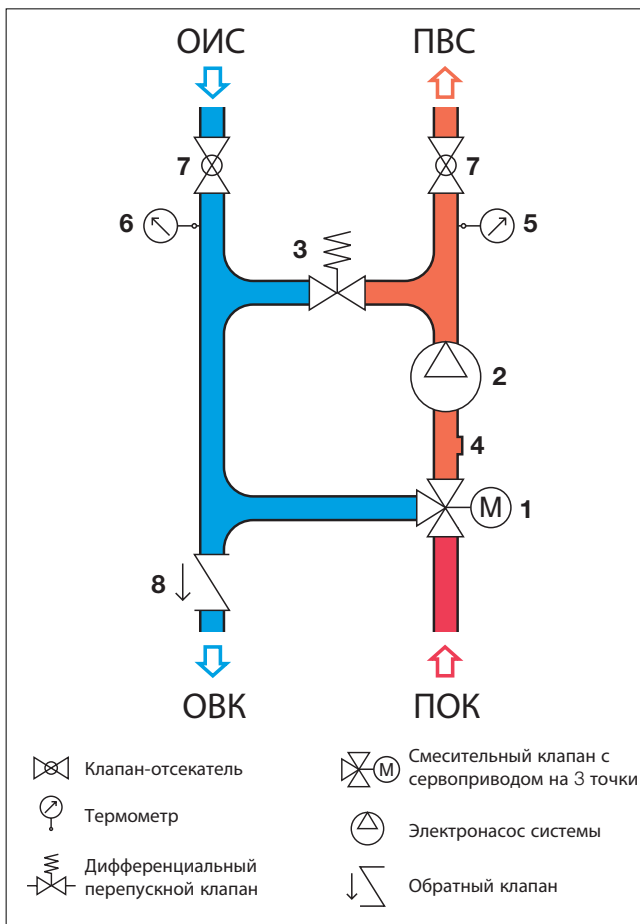 ОИС ПВС
7 7
6 3 5
2
4
М 1
8
ОВК ПОК
Клапан-отсекатель
Термометр
Дифференциальный
перепускной клапан
М Смесительный клапан с
сервоприводом на 3 точки
Электронасос системы
Обратный клапан